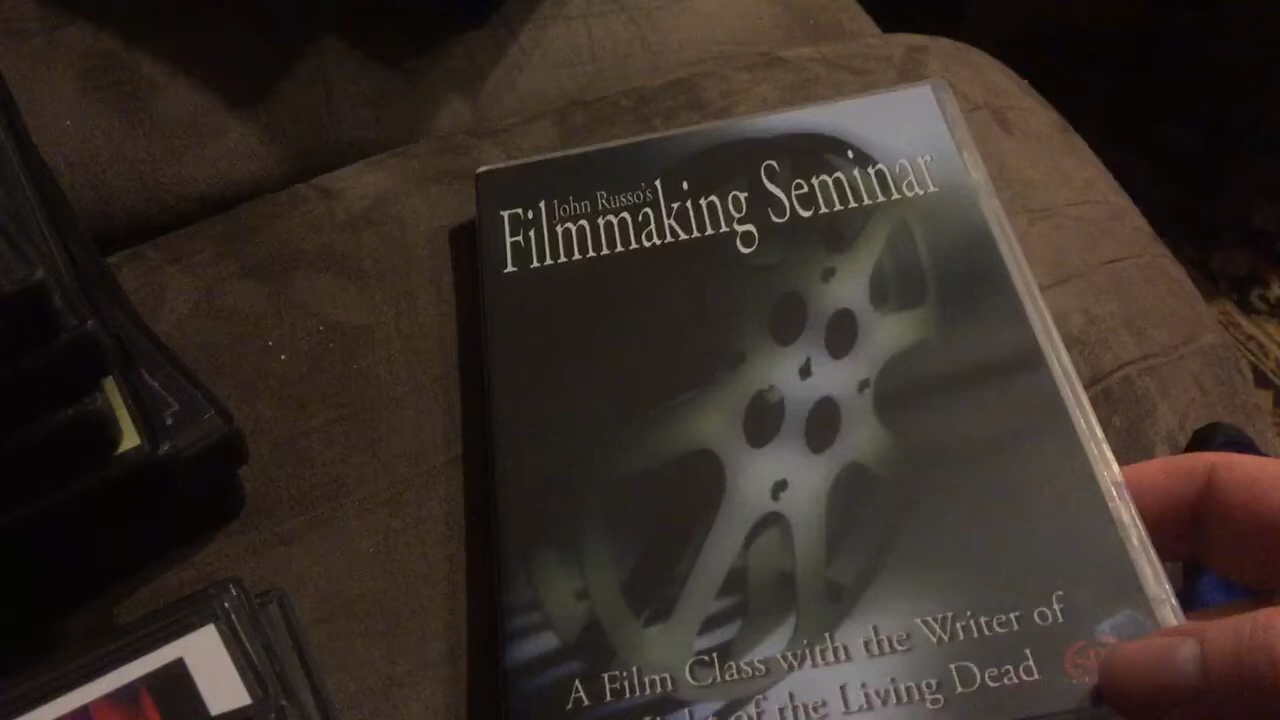 John Russo's
Filmmaking Seminar
A Film Class with the Writer of
of the Living Dead